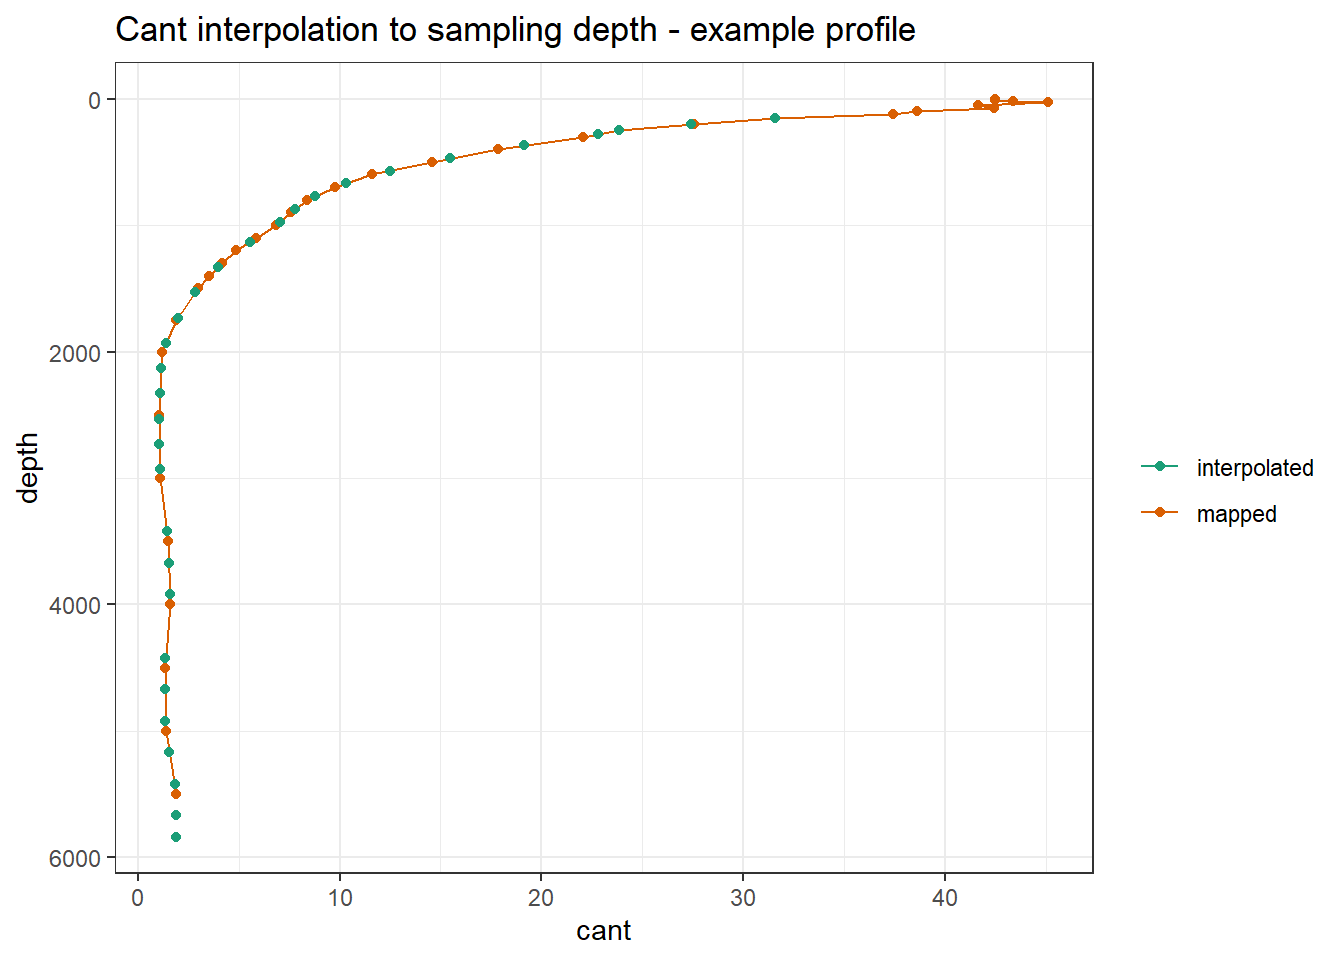 Cant interpolation to sampling depth - example profile
0
2000
4000
6000
depth
0
10
20
30
40
cant
interpolated
mapped